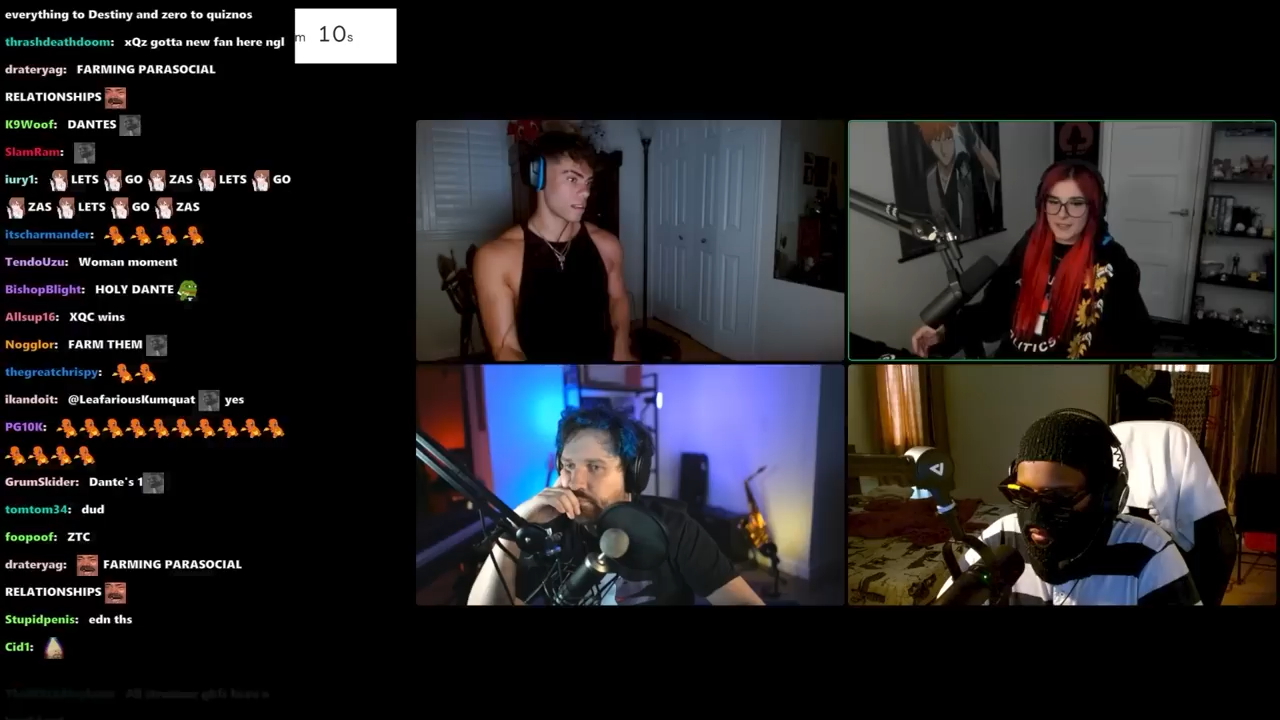 everything to Destiny and zero to quiznos
thrashdeathdoom: xQz gotta new fan here ngl
m 10s
drateryag: FARMING PARASOCIAL
RELATIONSHIPS
K9Woof: DANTES
SlamRam:
iury1: LETS GO ZAS LETS GO
ZAS LETS GO ZAS
itscharmander:
TendoUzu: Woman moment
BishopBlight: HOLY DANTE
Allsup16: XQC wins
Nogglor: FARM THEM
thegreatchrispy:
ikandoit: @LeafariousKumquat yes
PG10K:
GrumSkider: Dante's 1
tomtom34: dud
foopoof: ZTC
drateryag: FARMING PARASOCIAL
RELATIONSHIPS
Stupidpenis: edn ths
Cid1:
LITICS